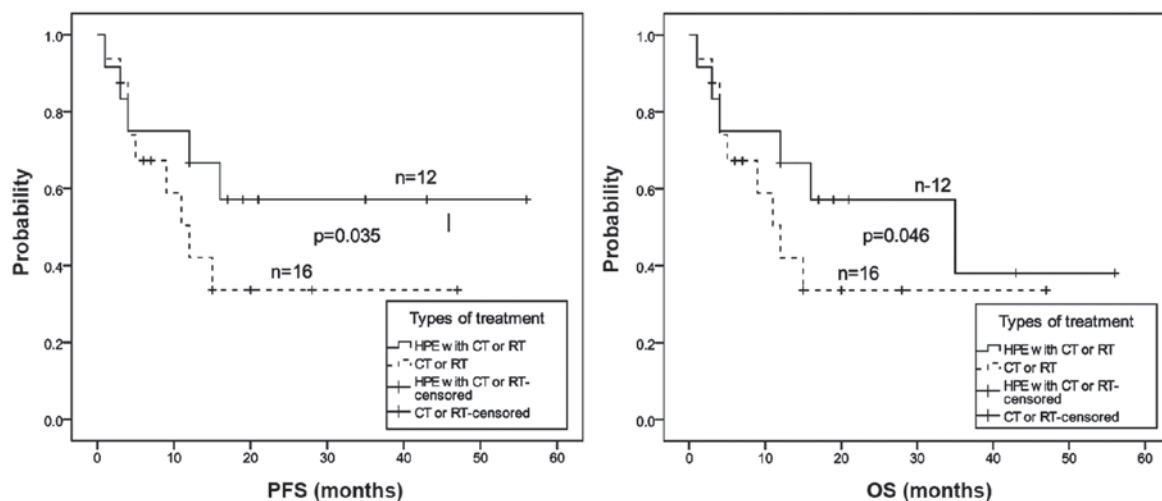 1.0
0.8
0.6
0.4
0.2
0.0
Probability
n=12
p=0.035
n=16
Types of treatment
HPE with CT or RT
CT or RT
HPE with CT or RT-
censored
CT or RT-censored
0 10 20 30 40 50 60
PFS (months)
1.0
0.8
0.6
0.4
0.2
0.0
Probability
n-12
p=0.046
n=16
Types of treatment
HPE with CT or RT
CT or RT
HPE with CT or RT-
censored
CT or RT-censored
0 10 20 30 40 50 60
OS (months)